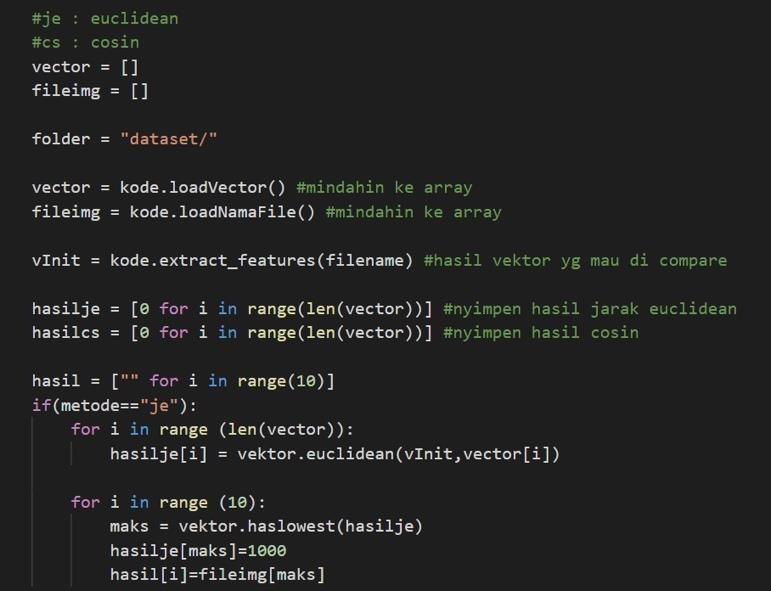 #je : euclidean
#cs : cosin
vector = []
fileimg = []
folder = "dataset/"
vector = kode.loadVector() #mindahin ke array
fileimg = kode.loadNamaFile() #mindahin ke array
vInit = kode.extract_features(filename) #hasil vektor yg mau di compare
hasilje = [0 for i in range(len(vector))] #nyimpen hasil jarak euclidean
hasilcs = [0 for i in range(len(vector))] #nyimpen hasil cosin
hasil = ["" for i in range(10)]
if(metode=="je"):
    for i in range (len(vector)):
        hasilje[i] = vektor.euclidean(vInit,vector[i])
    for i in range (10):
        maks = vektor.haslowest(hasilje)
        hasilje[maks]=1000
        hasil[i]=fileimg[maks]